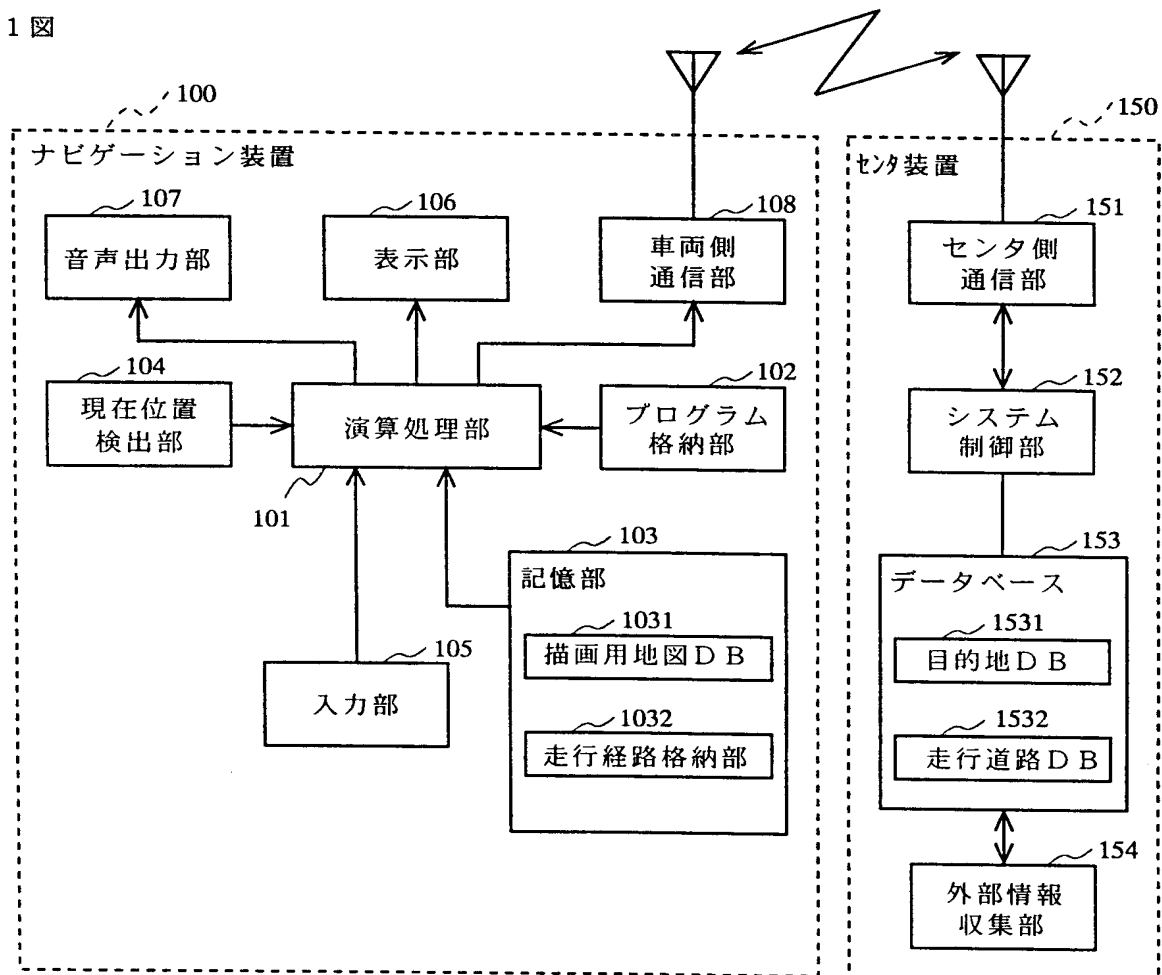 1図
100
ナビゲーション装置
107
音声出力部
106
表示部
108
車両側
通信部
104
現在位置
検出部
演算処理部
101
102
プログラム
格納部
103
記憶部
1031
描画用地図DB
1032
走行経路格納部
105
入力部
150
センタ装置
151
センタ側
通信部
152
システム
制御部
153
データベース
1531
目的地DB
1532
走行道路DB
154
外部情報
収集部